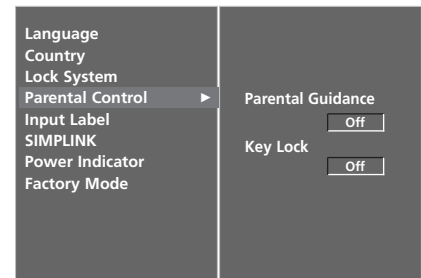 Language
Country
Lock System
Parental Control ►
Input Label
SIMPLINK
Power Indicator
Factory Mode
Parental Guidance
Off
Key Lock
Off